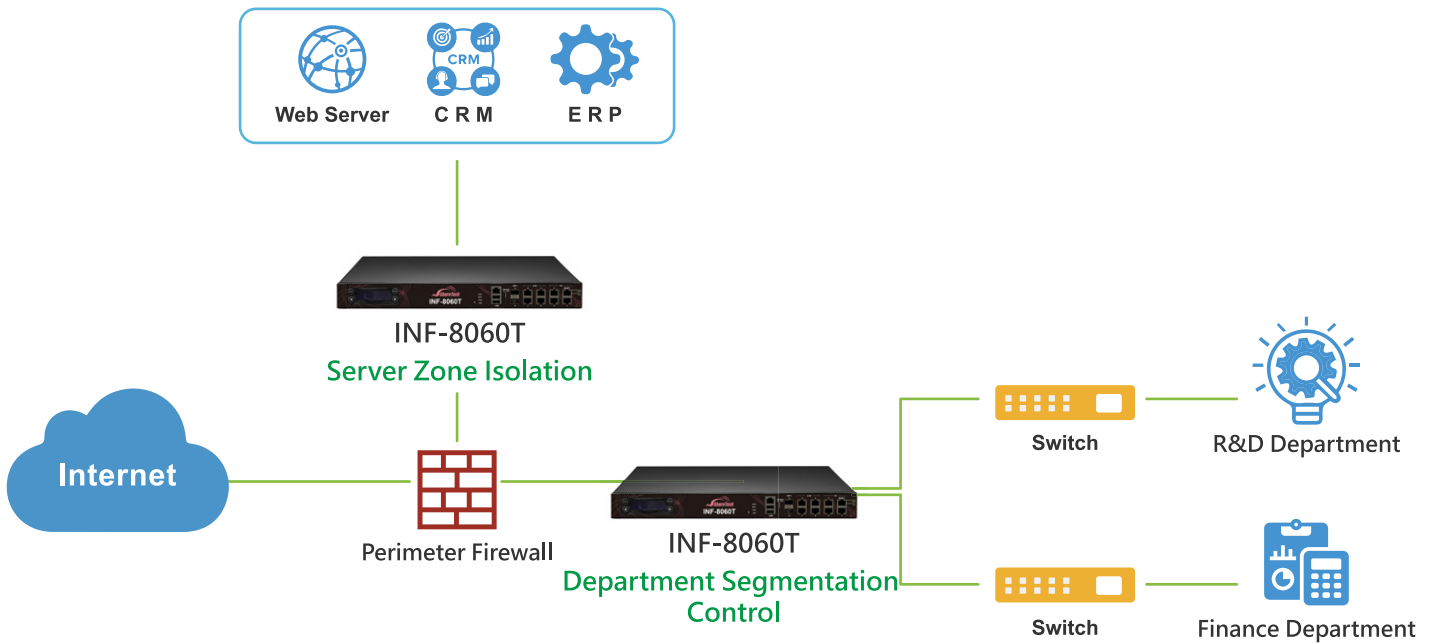 CRM
Web Server
C R M
E R P
INF-8060T
INF-8060T
Server Zone Isolation
Internet
Perimeter Firewall
INF-8060T
INF-8060T
Department Segmentation
Control
Switch
R&D Department
Switch
Finance Department